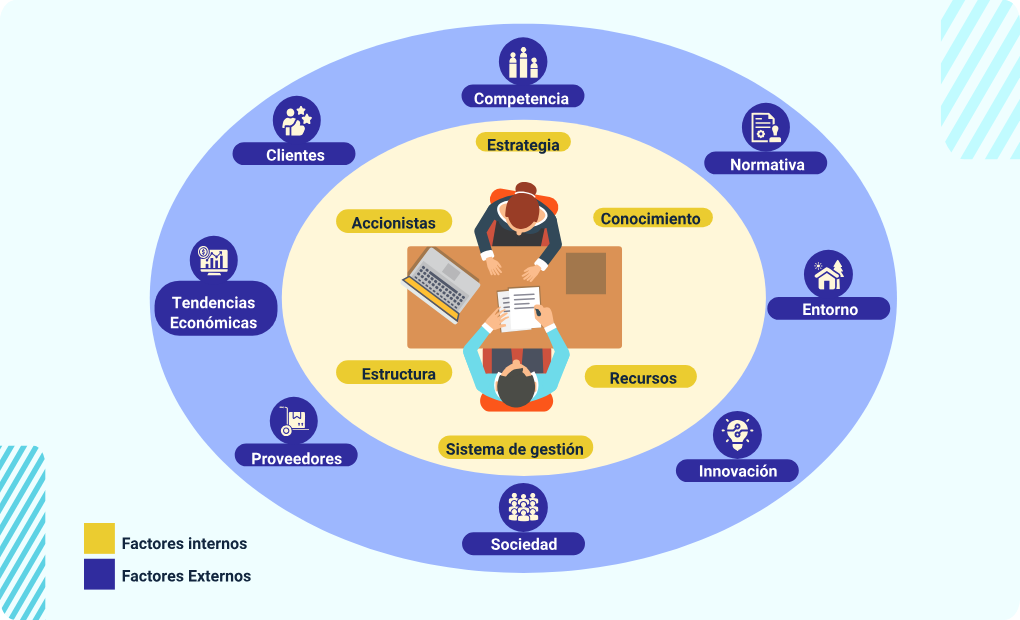 Competencia
Clientes
Normativa
Estrategia
Accionistas
Conocimiento
Tendencias
Económicas
Entorno
Estructura
Recursos
Proveedores
Sistema de gestión
Innovación
Sociedad
Factores internos
Factores Externos